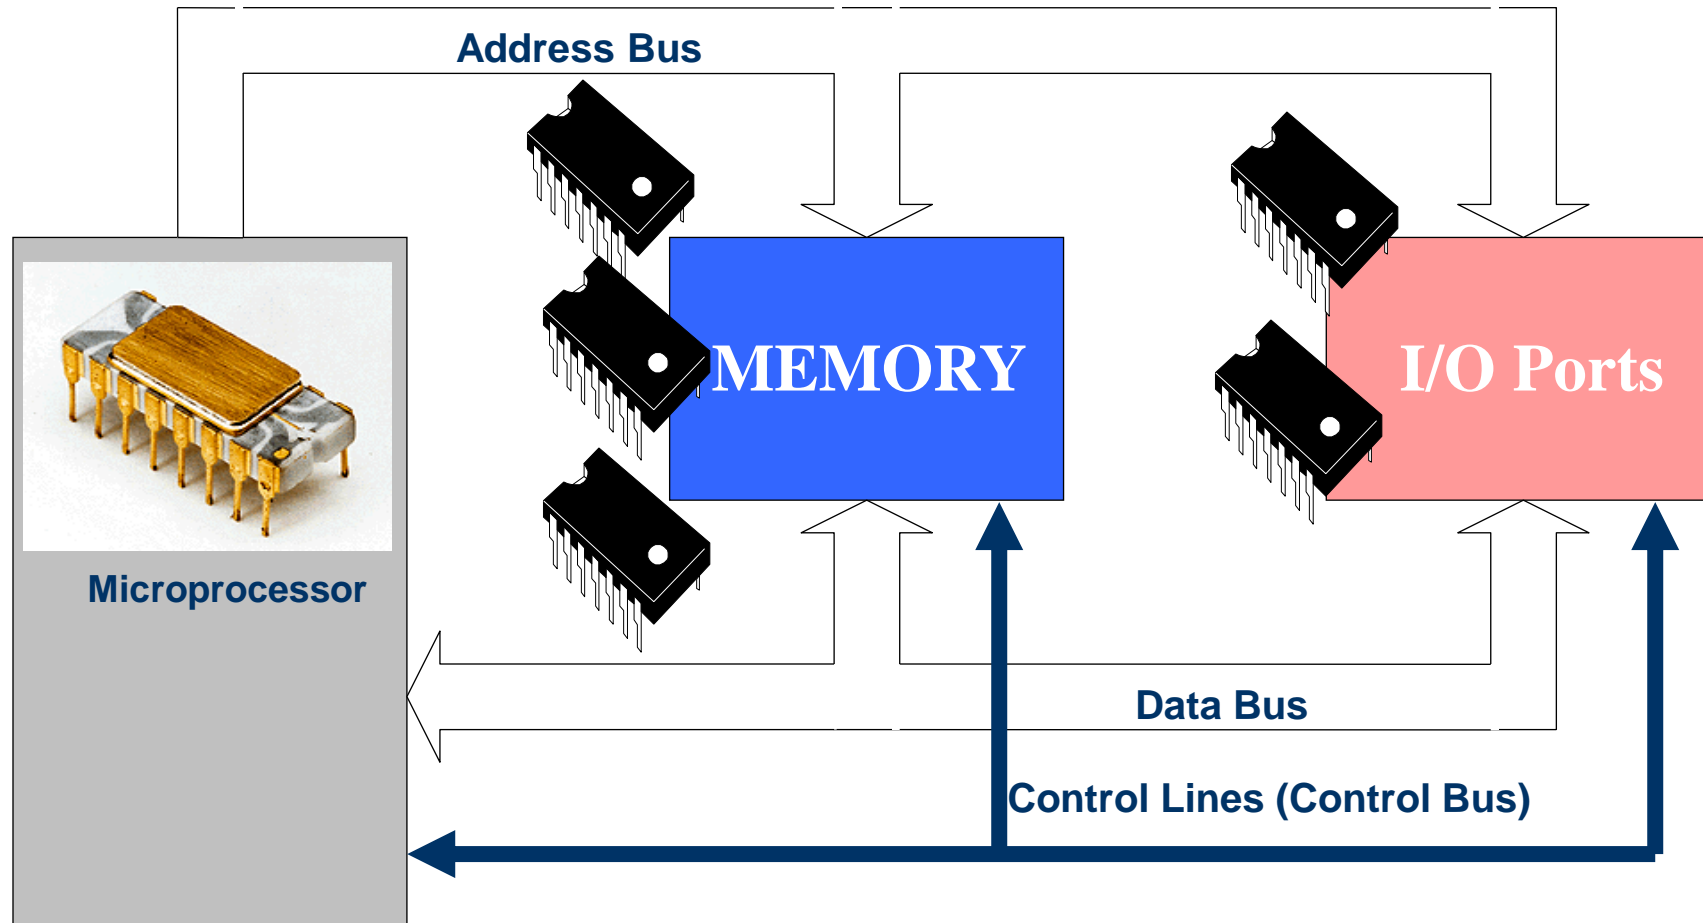 Address Bus
MEMORY
I/O Ports
Microprocessor
Data Bus
Control Lines (Control Bus)